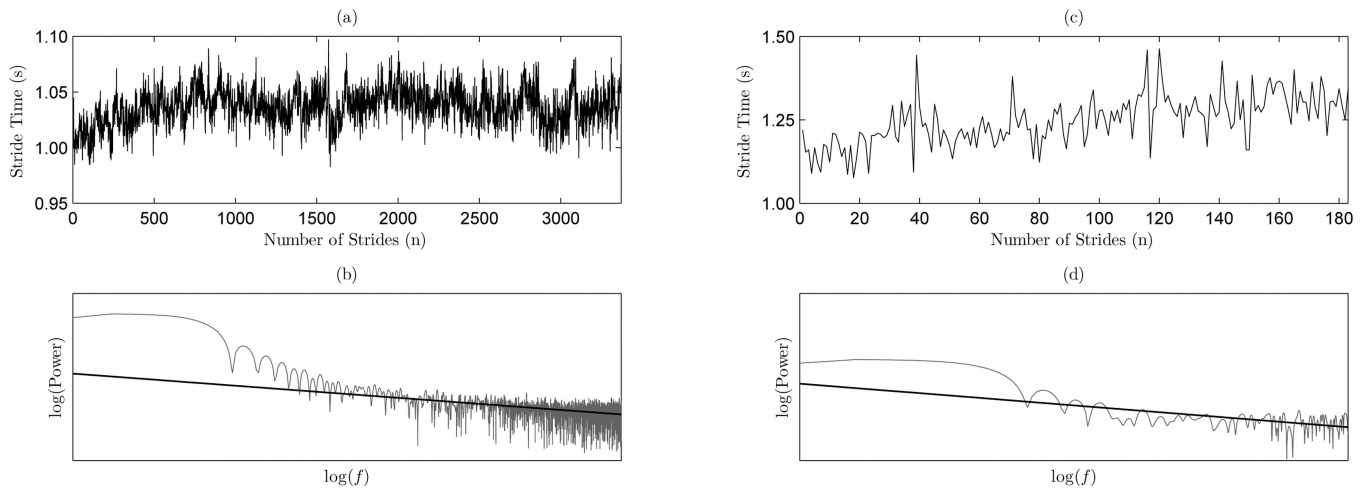 (a)
Stride Time (s)
1.10
1.05
1.00
0.95
0 500 1000 1500 2000 2500 3000
Number of Strides (n)
(b)
log(Power)
log(f)
(c)
Stride Time (s)
1.50
1.25
1.00
0 20 40 60 80 100 120 140 160 180
Number of Strides (n)
(d)
log(Power)
log(f)